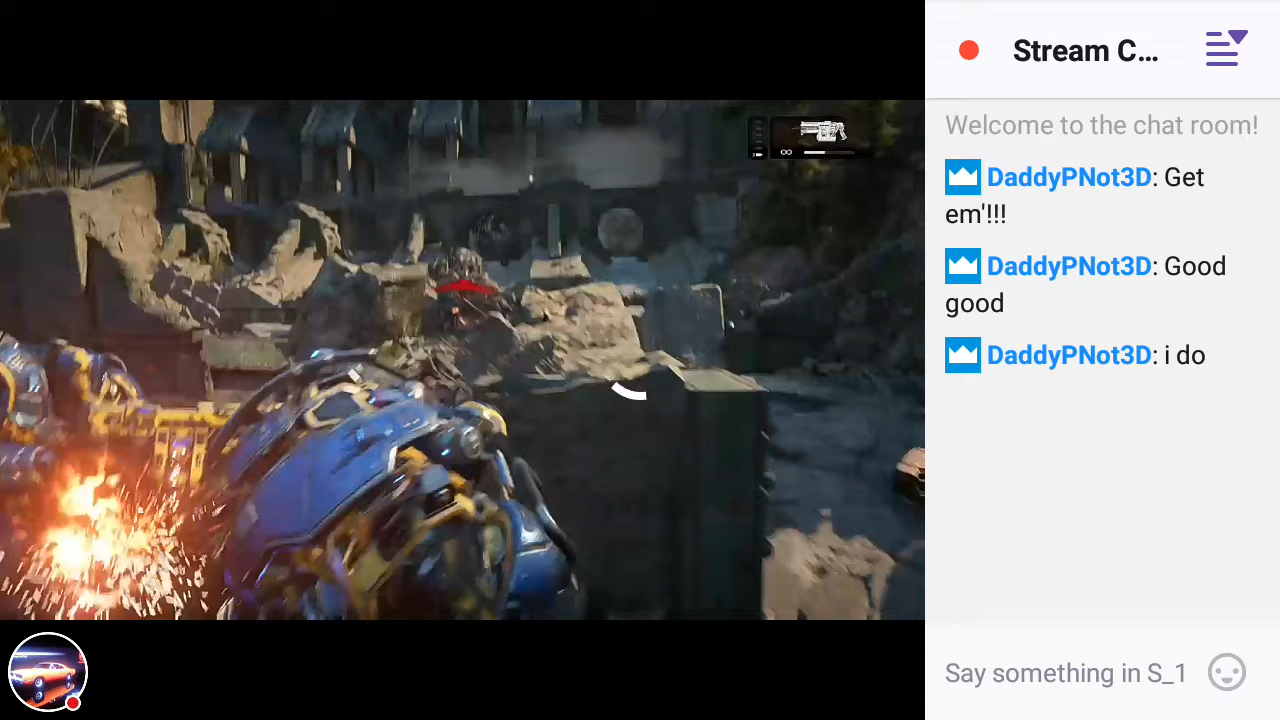 Stream C...
Welcome to the chat room!
DaddyPNot3D: Get
em'!!!
DaddyPNot3D: Good
good
DaddyPNot3D: i do
∞
Say something in S_1